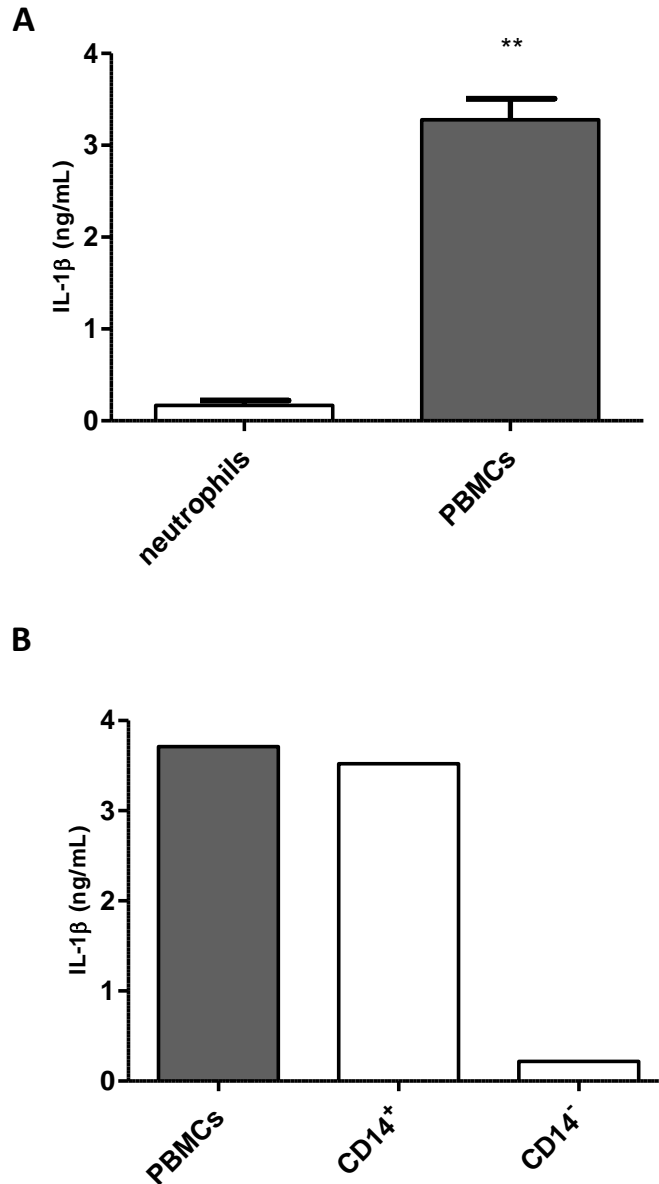 A
**
4
3
2
1
0
IL-1β (ng/mL)
neutrophils
PBMCs
B
4
3
2
1
0
IL-1β (ng/mL)
PBMCs
CD14⁺
CD14⁻